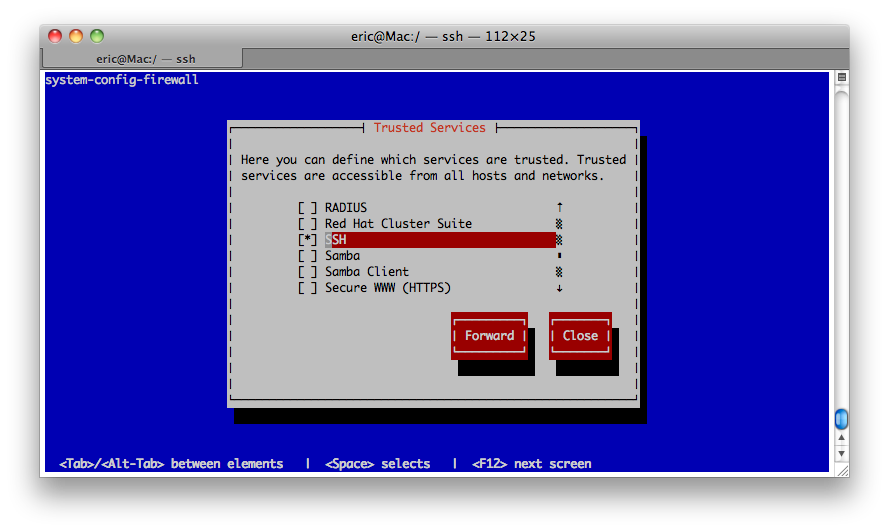 eric@Mac:/ — ssh — 112×25
eric@Mac:/ — ssh
system-config-firewall
Trusted Services
Here you can define which services are trusted. Trusted
services are accessible from all hosts and networks.
[ ] RADIUS ↑
[ ] Red Hat Cluster Suite
[*] SSH
[ ] Samba
[ ] Samba Client
[ ] Secure WWW (HTTPS) ↓
Forward Close
<Tab>/<Alt-Tab> between elements | <Space> selects | <F12> next screen